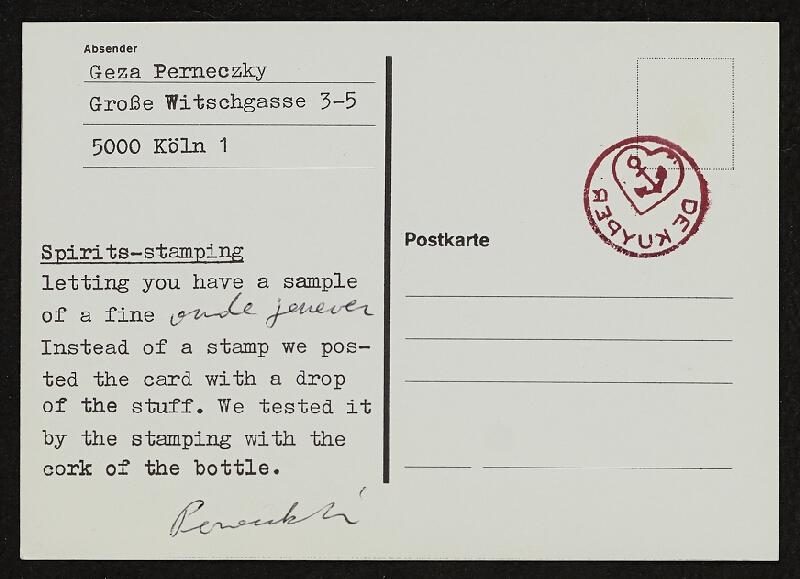 Absender
Geza Perneczky
Große Witschgasse 3-5
5000 Köln 1
Spirits-stamping
letting you have a sample
of a fine oude jenever
Instead of a stamp we pos-
ted the card with a drop
of the stuff. We tested it
by the stamping with the
cork of the bottle.
Postkarte
DE KUYPER